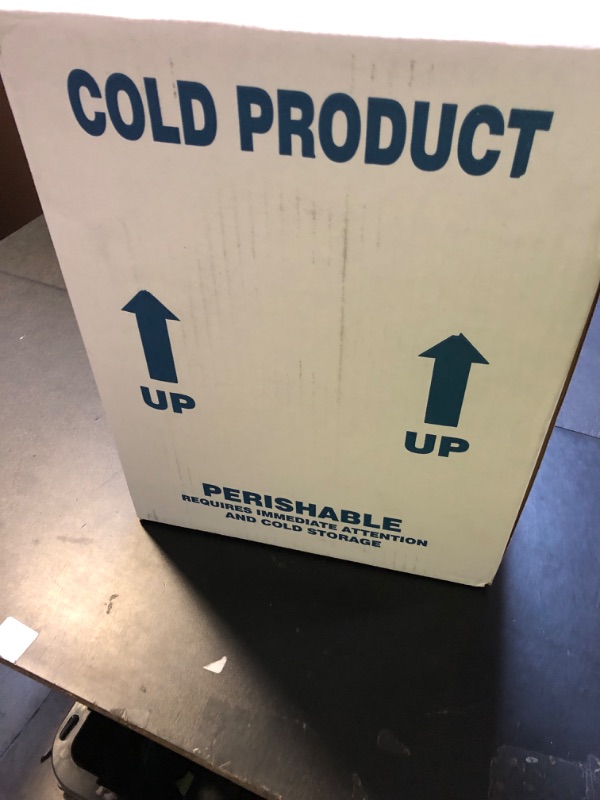 COLD PRODUCT
UP
UP
PERISHABLE
REQUIRES IMMEDIATE ATTENTION
AND COLD STORAGE